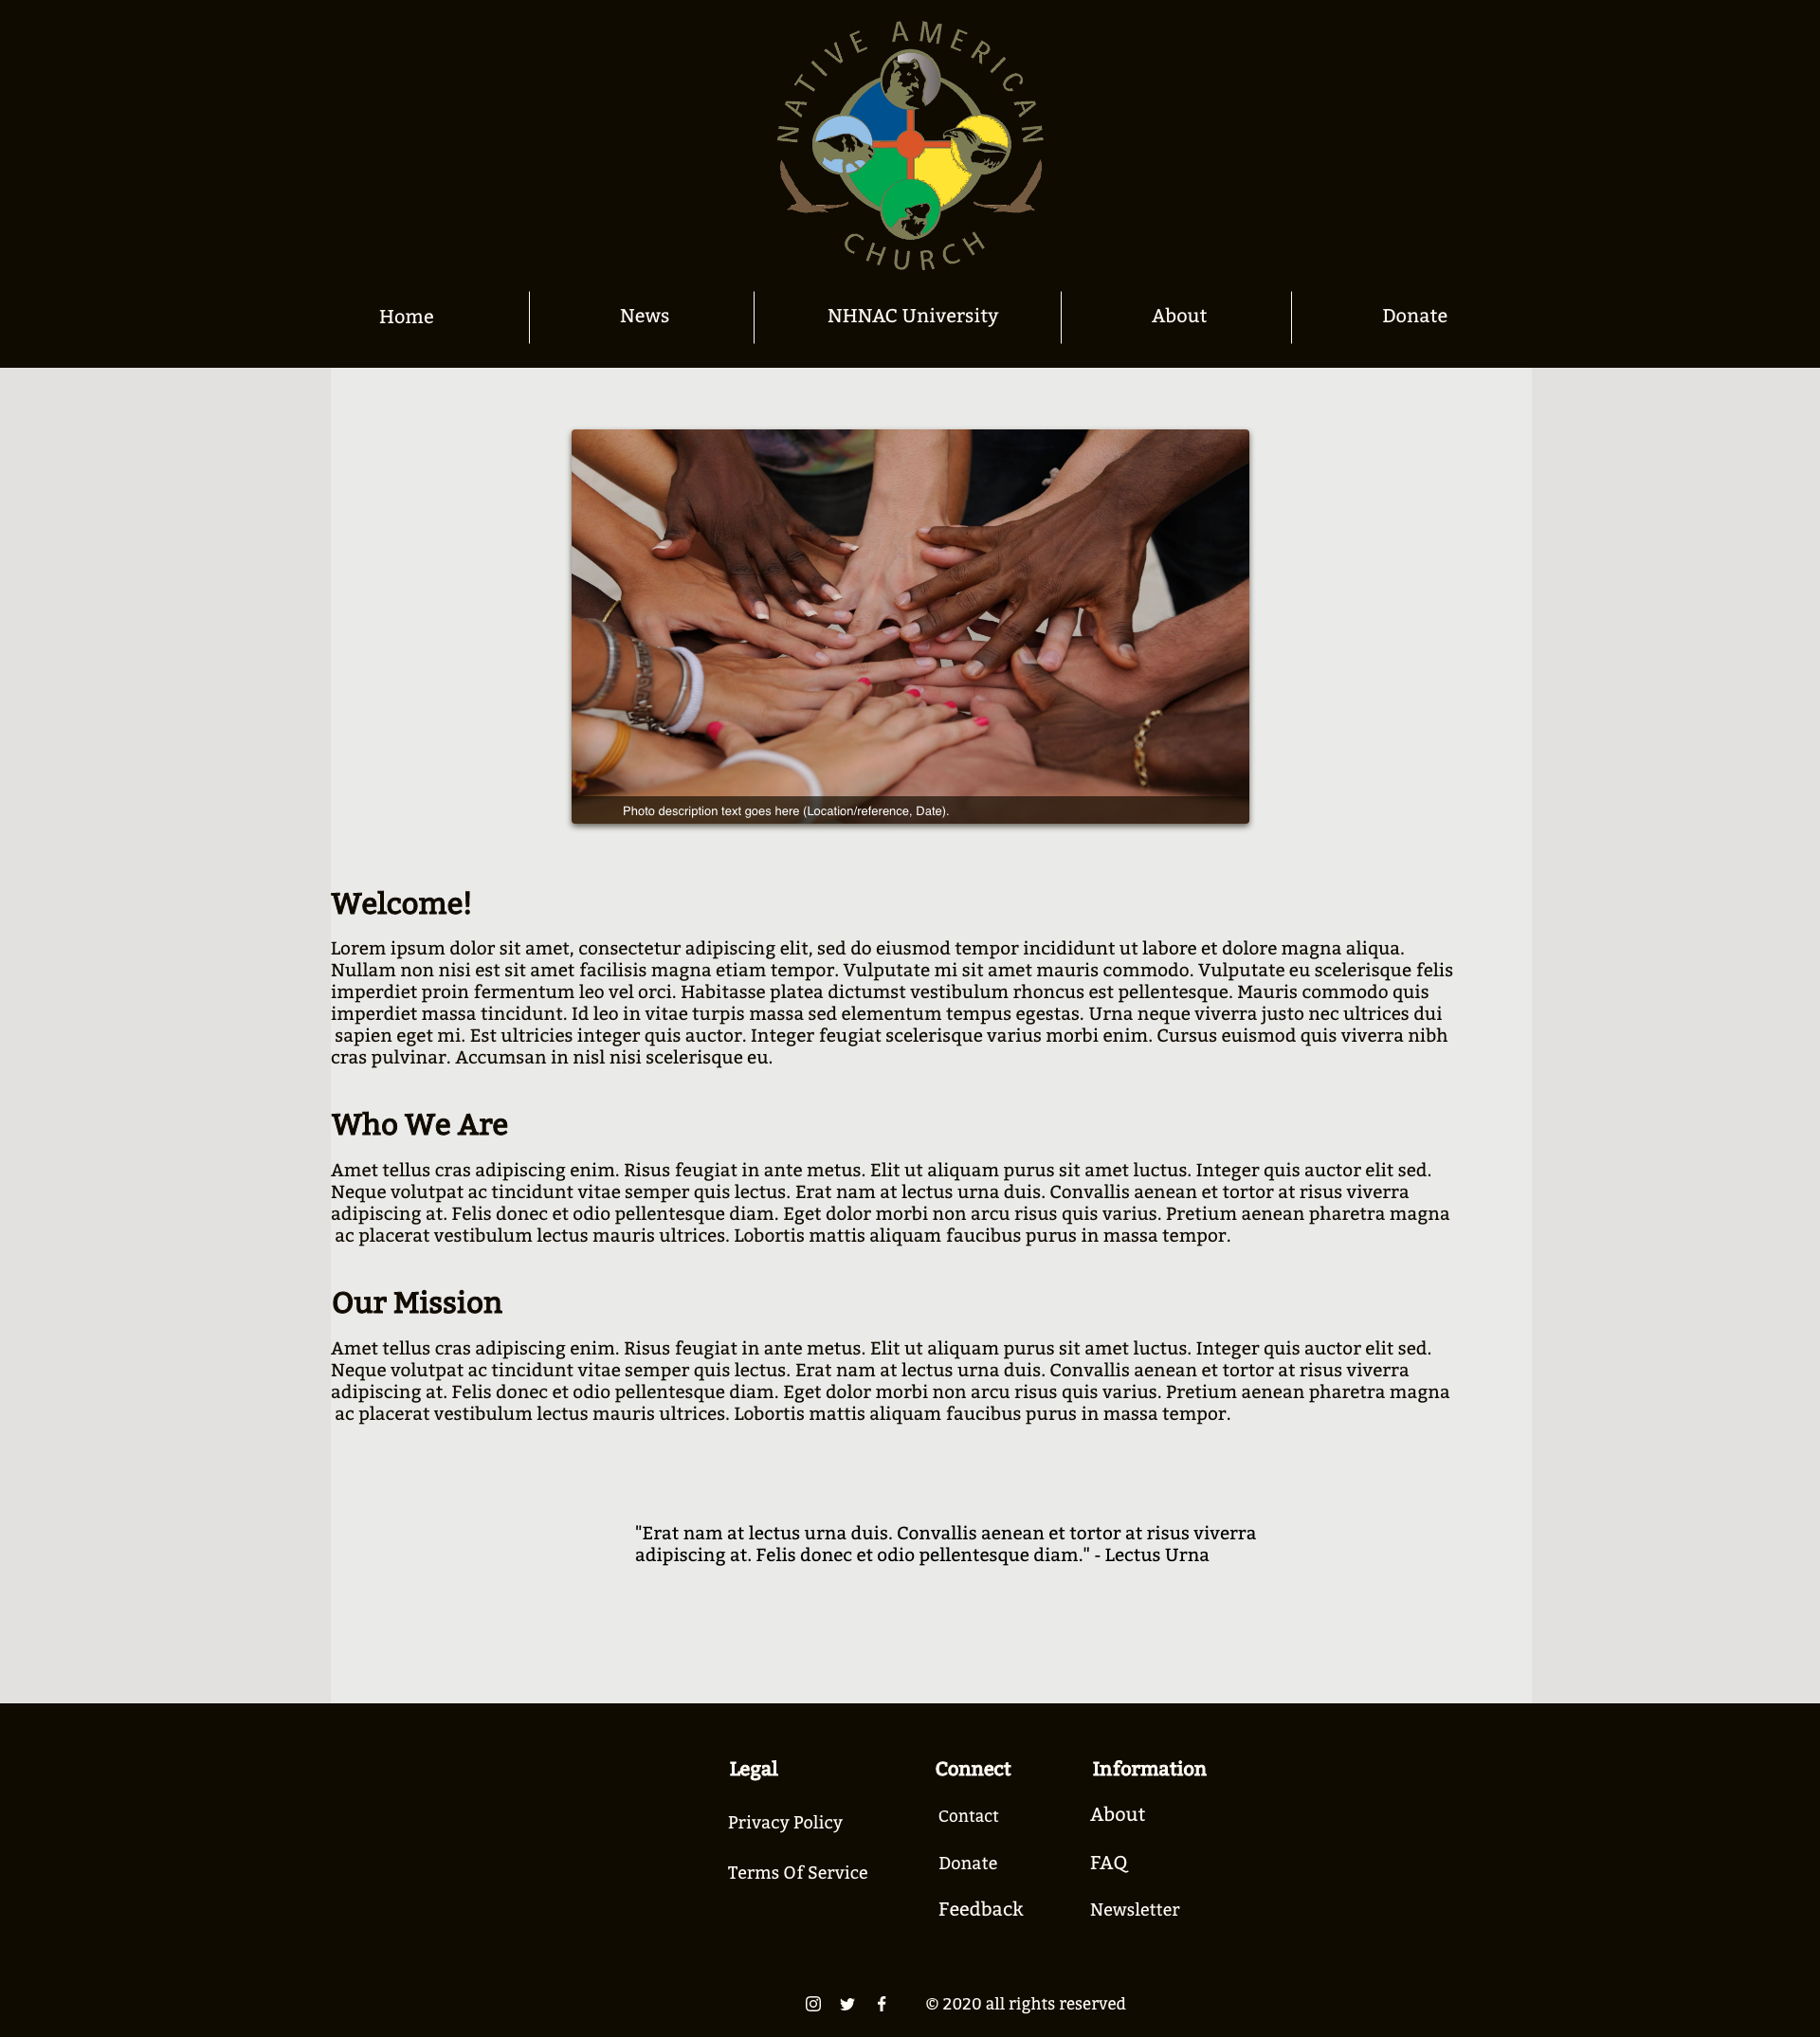 NATIVE AMERICAN
CHURCH
Home News NHNAC University About Donate
Photo description text goes here (Location/reference, Date).
Welcome!
Lorem ipsum dolor sit amet, consectetur adipiscing elit, sed do eiusmod tempor incididunt ut labore et dolore magna aliqua.
Nullam non nisi est sit amet facilisis magna etiam tempor. Vulputate mi sit amet mauris commodo. Vulputate eu scelerisque felis
imperdiet proin fermentum leo vel orci. Habitasse platea dictumst vestibulum rhoncus est pellentesque. Mauris commodo quis
imperdiet massa tincidunt. Id leo in vitae turpis massa sed elementum tempus egestas. Urna neque viverra justo nec ultrices dui
sapien eget mi. Est ultricies integer quis auctor. Integer feugiat scelerisque varius morbi enim. Cursus euismod quis viverra nibh
cras pulvinar. Accumsan in nisl nisi scelerisque eu.
Who We Are
Amet tellus cras adipiscing enim. Risus feugiat in ante metus. Elit ut aliquam purus sit amet luctus. Integer quis auctor elit sed.
Neque volutpat ac tincidunt vitae semper quis lectus. Erat nam at lectus urna duis. Convallis aenean et tortor at risus viverra
adipiscing at. Felis donec et odio pellentesque diam. Eget dolor morbi non arcu risus quis varius. Pretium aenean pharetra magna
ac placerat vestibulum lectus mauris ultrices. Lobortis mattis aliquam faucibus purus in massa tempor.
Our Mission
Amet tellus cras adipiscing enim. Risus feugiat in ante metus. Elit ut aliquam purus sit amet luctus. Integer quis auctor elit sed.
Neque volutpat ac tincidunt vitae semper quis lectus. Erat nam at lectus urna duis. Convallis aenean et tortor at risus viverra
adipiscing at. Felis donec et odio pellentesque diam. Eget dolor morbi non arcu risus quis varius. Pretium aenean pharetra magna
ac placerat vestibulum lectus mauris ultrices. Lobortis mattis aliquam faucibus purus in massa tempor.
"Erat nam at lectus urna duis. Convallis aenean et tortor at risus viverra
adipiscing at. Felis donec et odio pellentesque diam." - Lectus Urna
Legal
Privacy Policy
Terms Of Service
Connect
Contact
Donate
Feedback
Information
About
FAQ
Newsletter
© 2020 all rights reserved